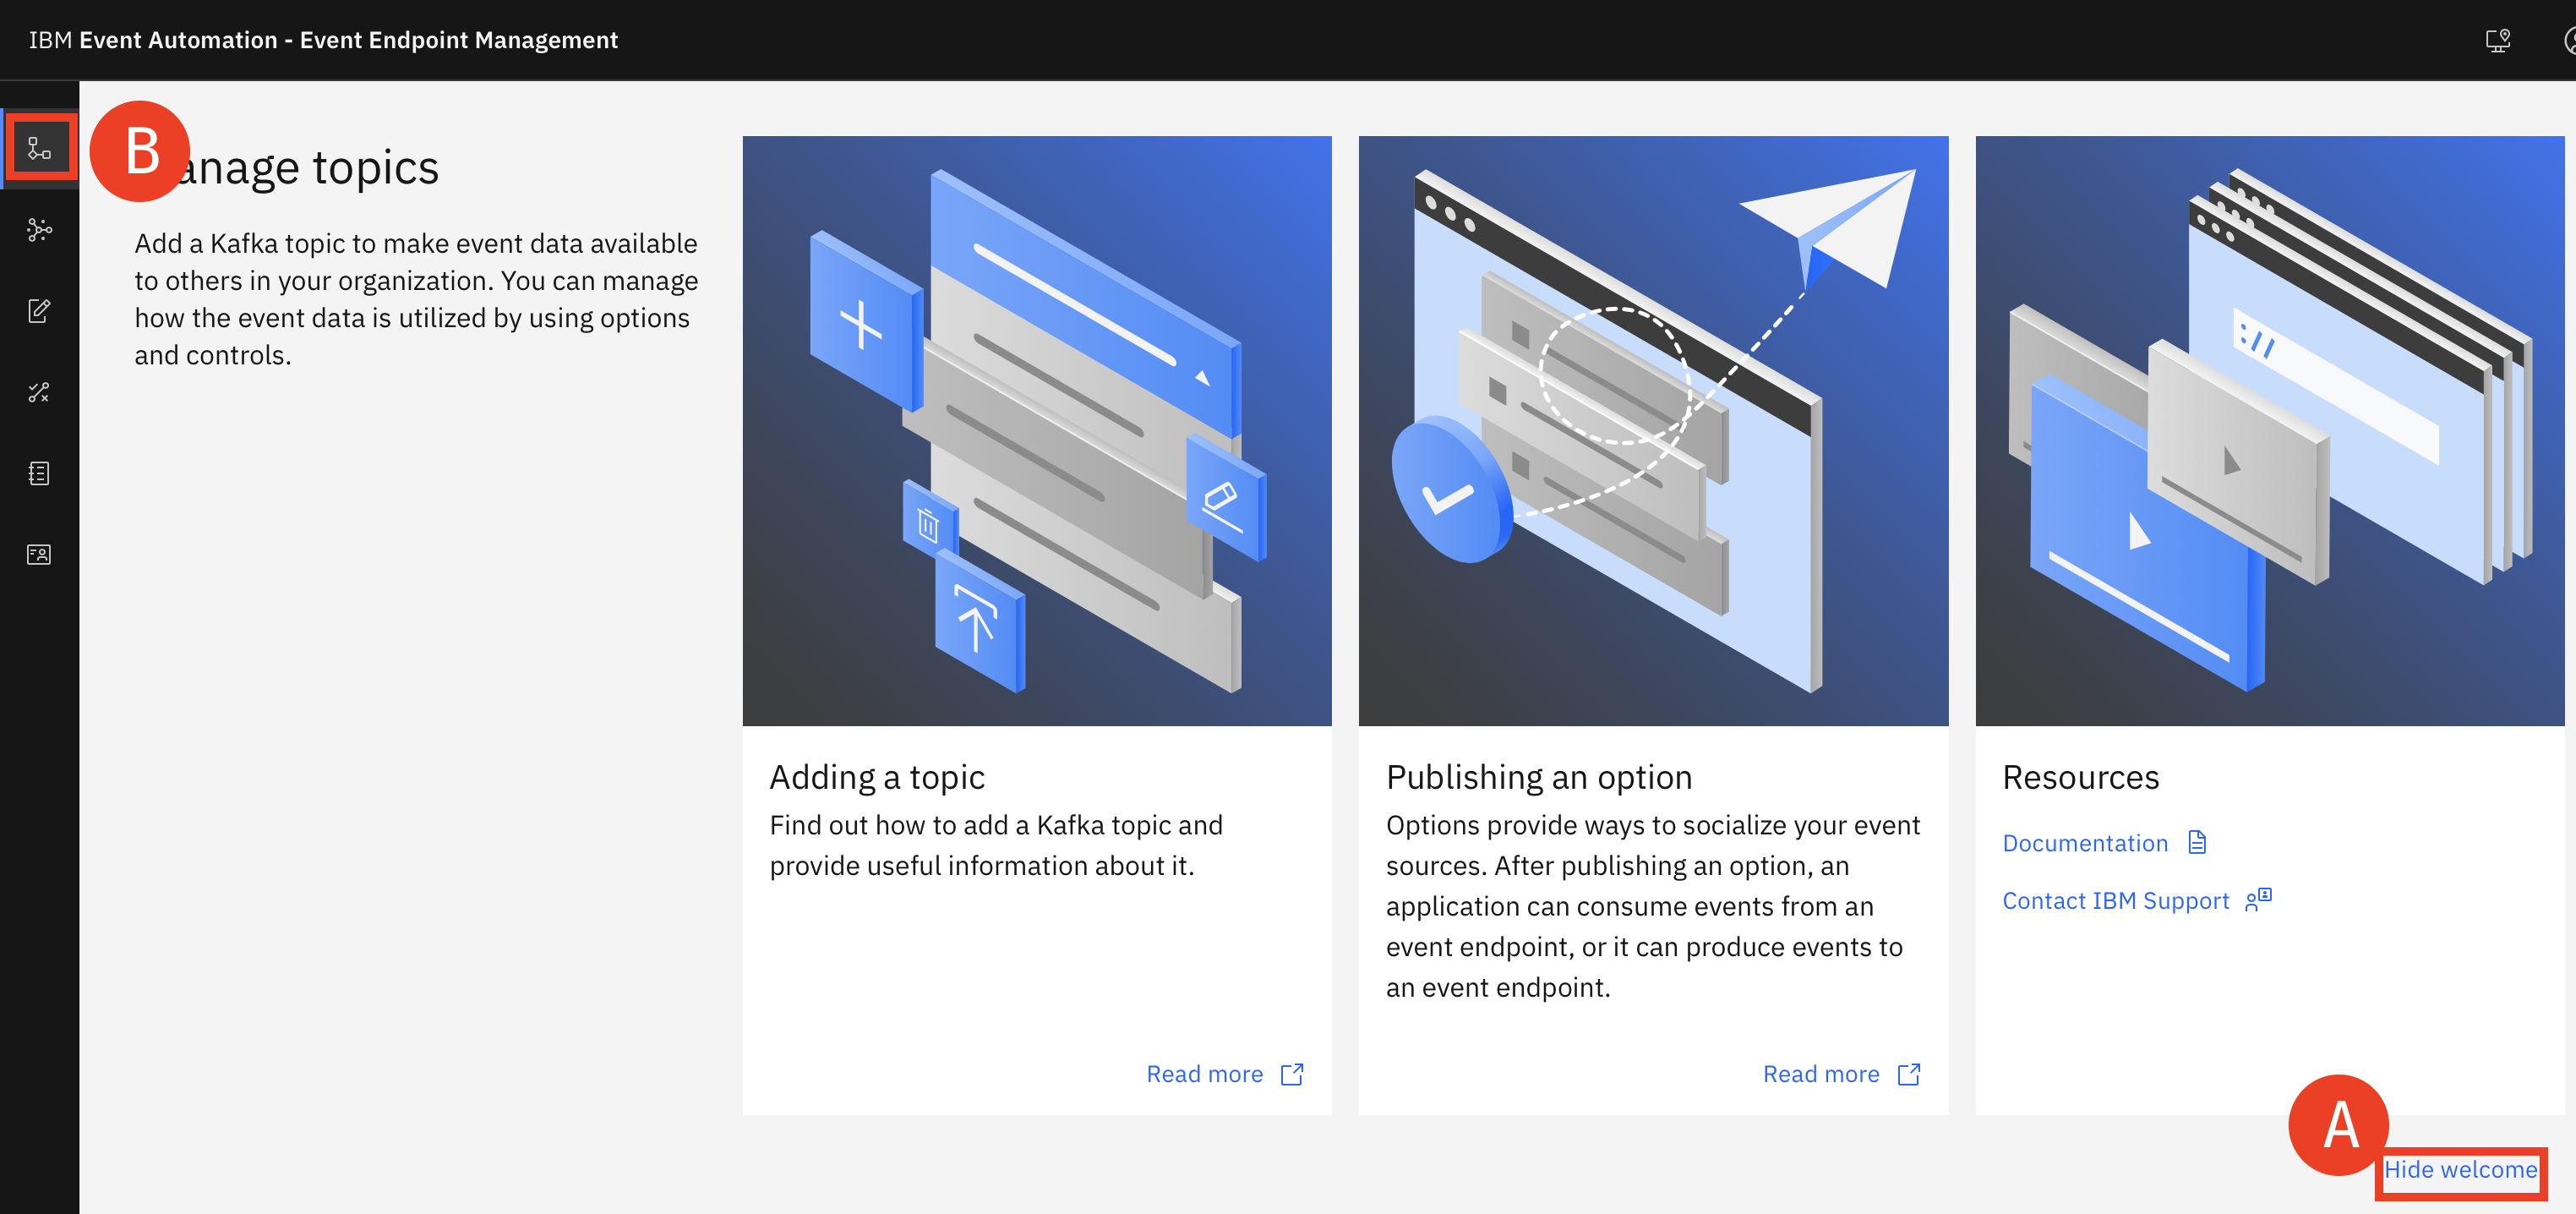 IBM Event Automation - Event Endpoint Management
B
anage topics
Add a Kafka topic to make event data available
to others in your organization. You can manage
how the event data is utilized by using options
and controls.
://
Adding a topic
Find out how to add a Kafka topic and
provide useful information about it.
Read more
Publishing an option
Options provide ways to socialize your event
sources. After publishing an option, an
application can consume events from an
event endpoint, or it can produce events to
an event endpoint.
Read more
Resources
Documentation
Contact IBM Support
A
Hide welcome